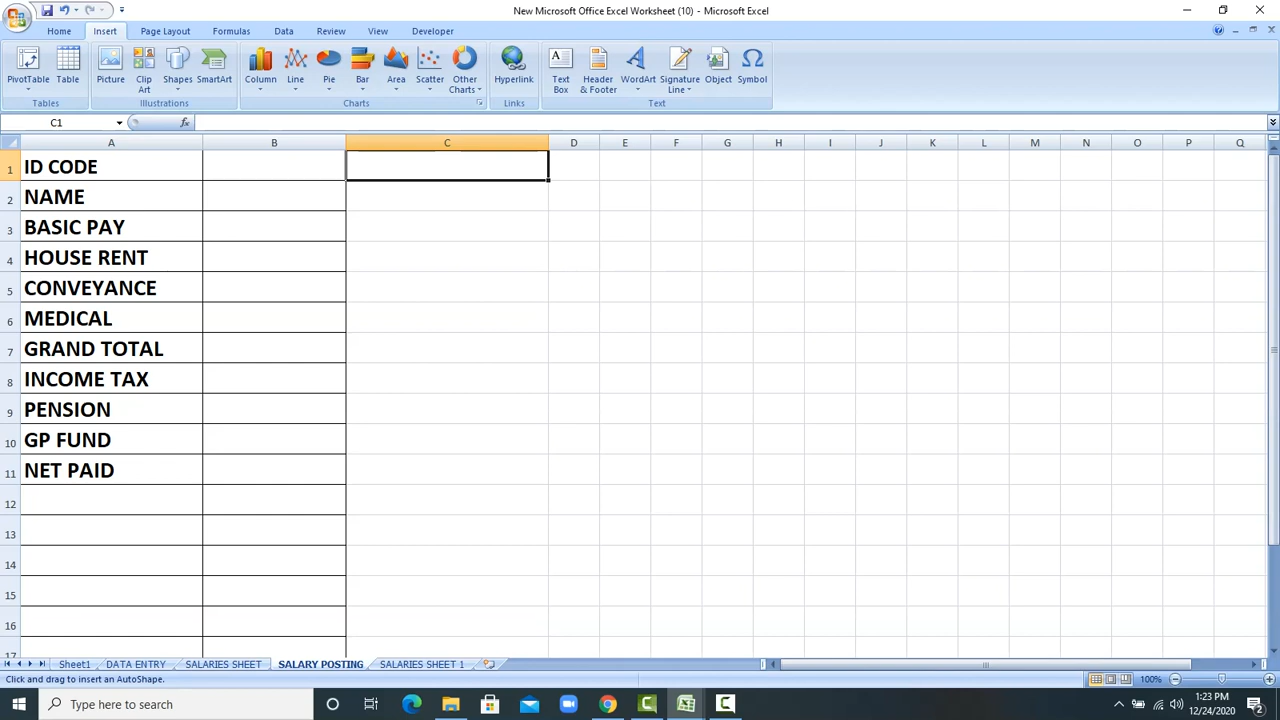 New Microsoft Office Excel Worksheet (10) - Microsoft Excel
Home Insert Page Layout Formulas Data Review View Developer
PivotTable Table Picture Clip Art Shapes SmartArt Column Line Pie Bar Area Scatter Other Charts Hyperlink Text Box Header & Footer WordArt Signature Line Object Symbol
Tables Illustrations Charts Links Text
C1 fx
A B C D E F G H I J K L M N O P Q
1 ID CODE
2 NAME
3 BASIC PAY
4 HOUSE RENT
5 CONVEYANCE
6 MEDICAL
7 GRAND TOTAL
8 INCOME TAX
9 PENSION
10 GP FUND
11 NET PAID
12
13
14
15
16
17
Sheet1 DATA ENTRY SALARIES SHEET SALARY POSTING SALARIES SHEET 1
Click and drag to insert an AutoShape. 100%
Type here to search 1:23 PM
12/24/2020 2